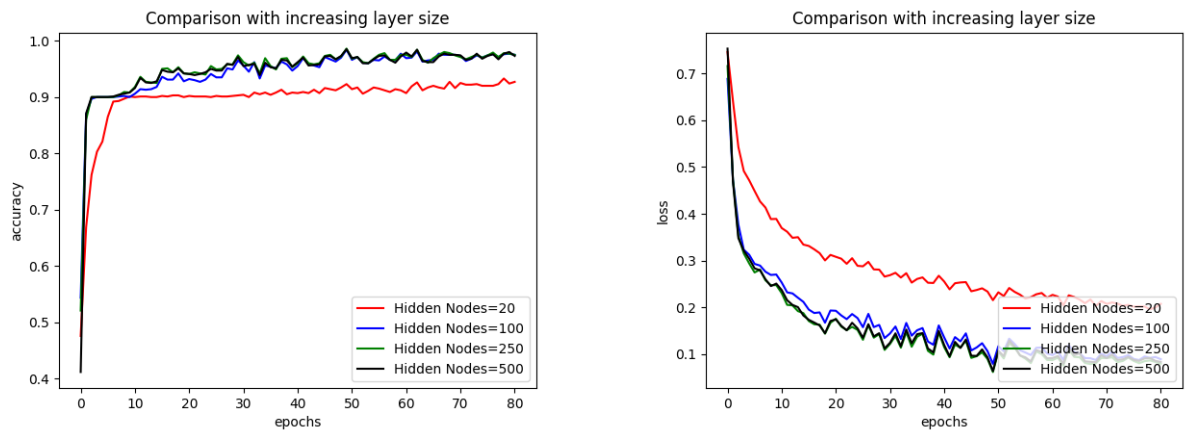 Comparison with increasing layer size
accuracy
1.0
0.9
0.8
0.7
0.6
0.5
0.4
Hidden Nodes=20
Hidden Nodes=100
Hidden Nodes=250
Hidden Nodes=500
0 10 20 30 40 50 60 70 80
epochs
Comparison with increasing layer size
loss
0.7
0.6
0.5
0.4
0.3
0.2
0.1
Hidden Nodes=20
Hidden Nodes=100
Hidden Nodes=250
Hidden Nodes=500
0 10 20 30 40 50 60 70 80
epochs